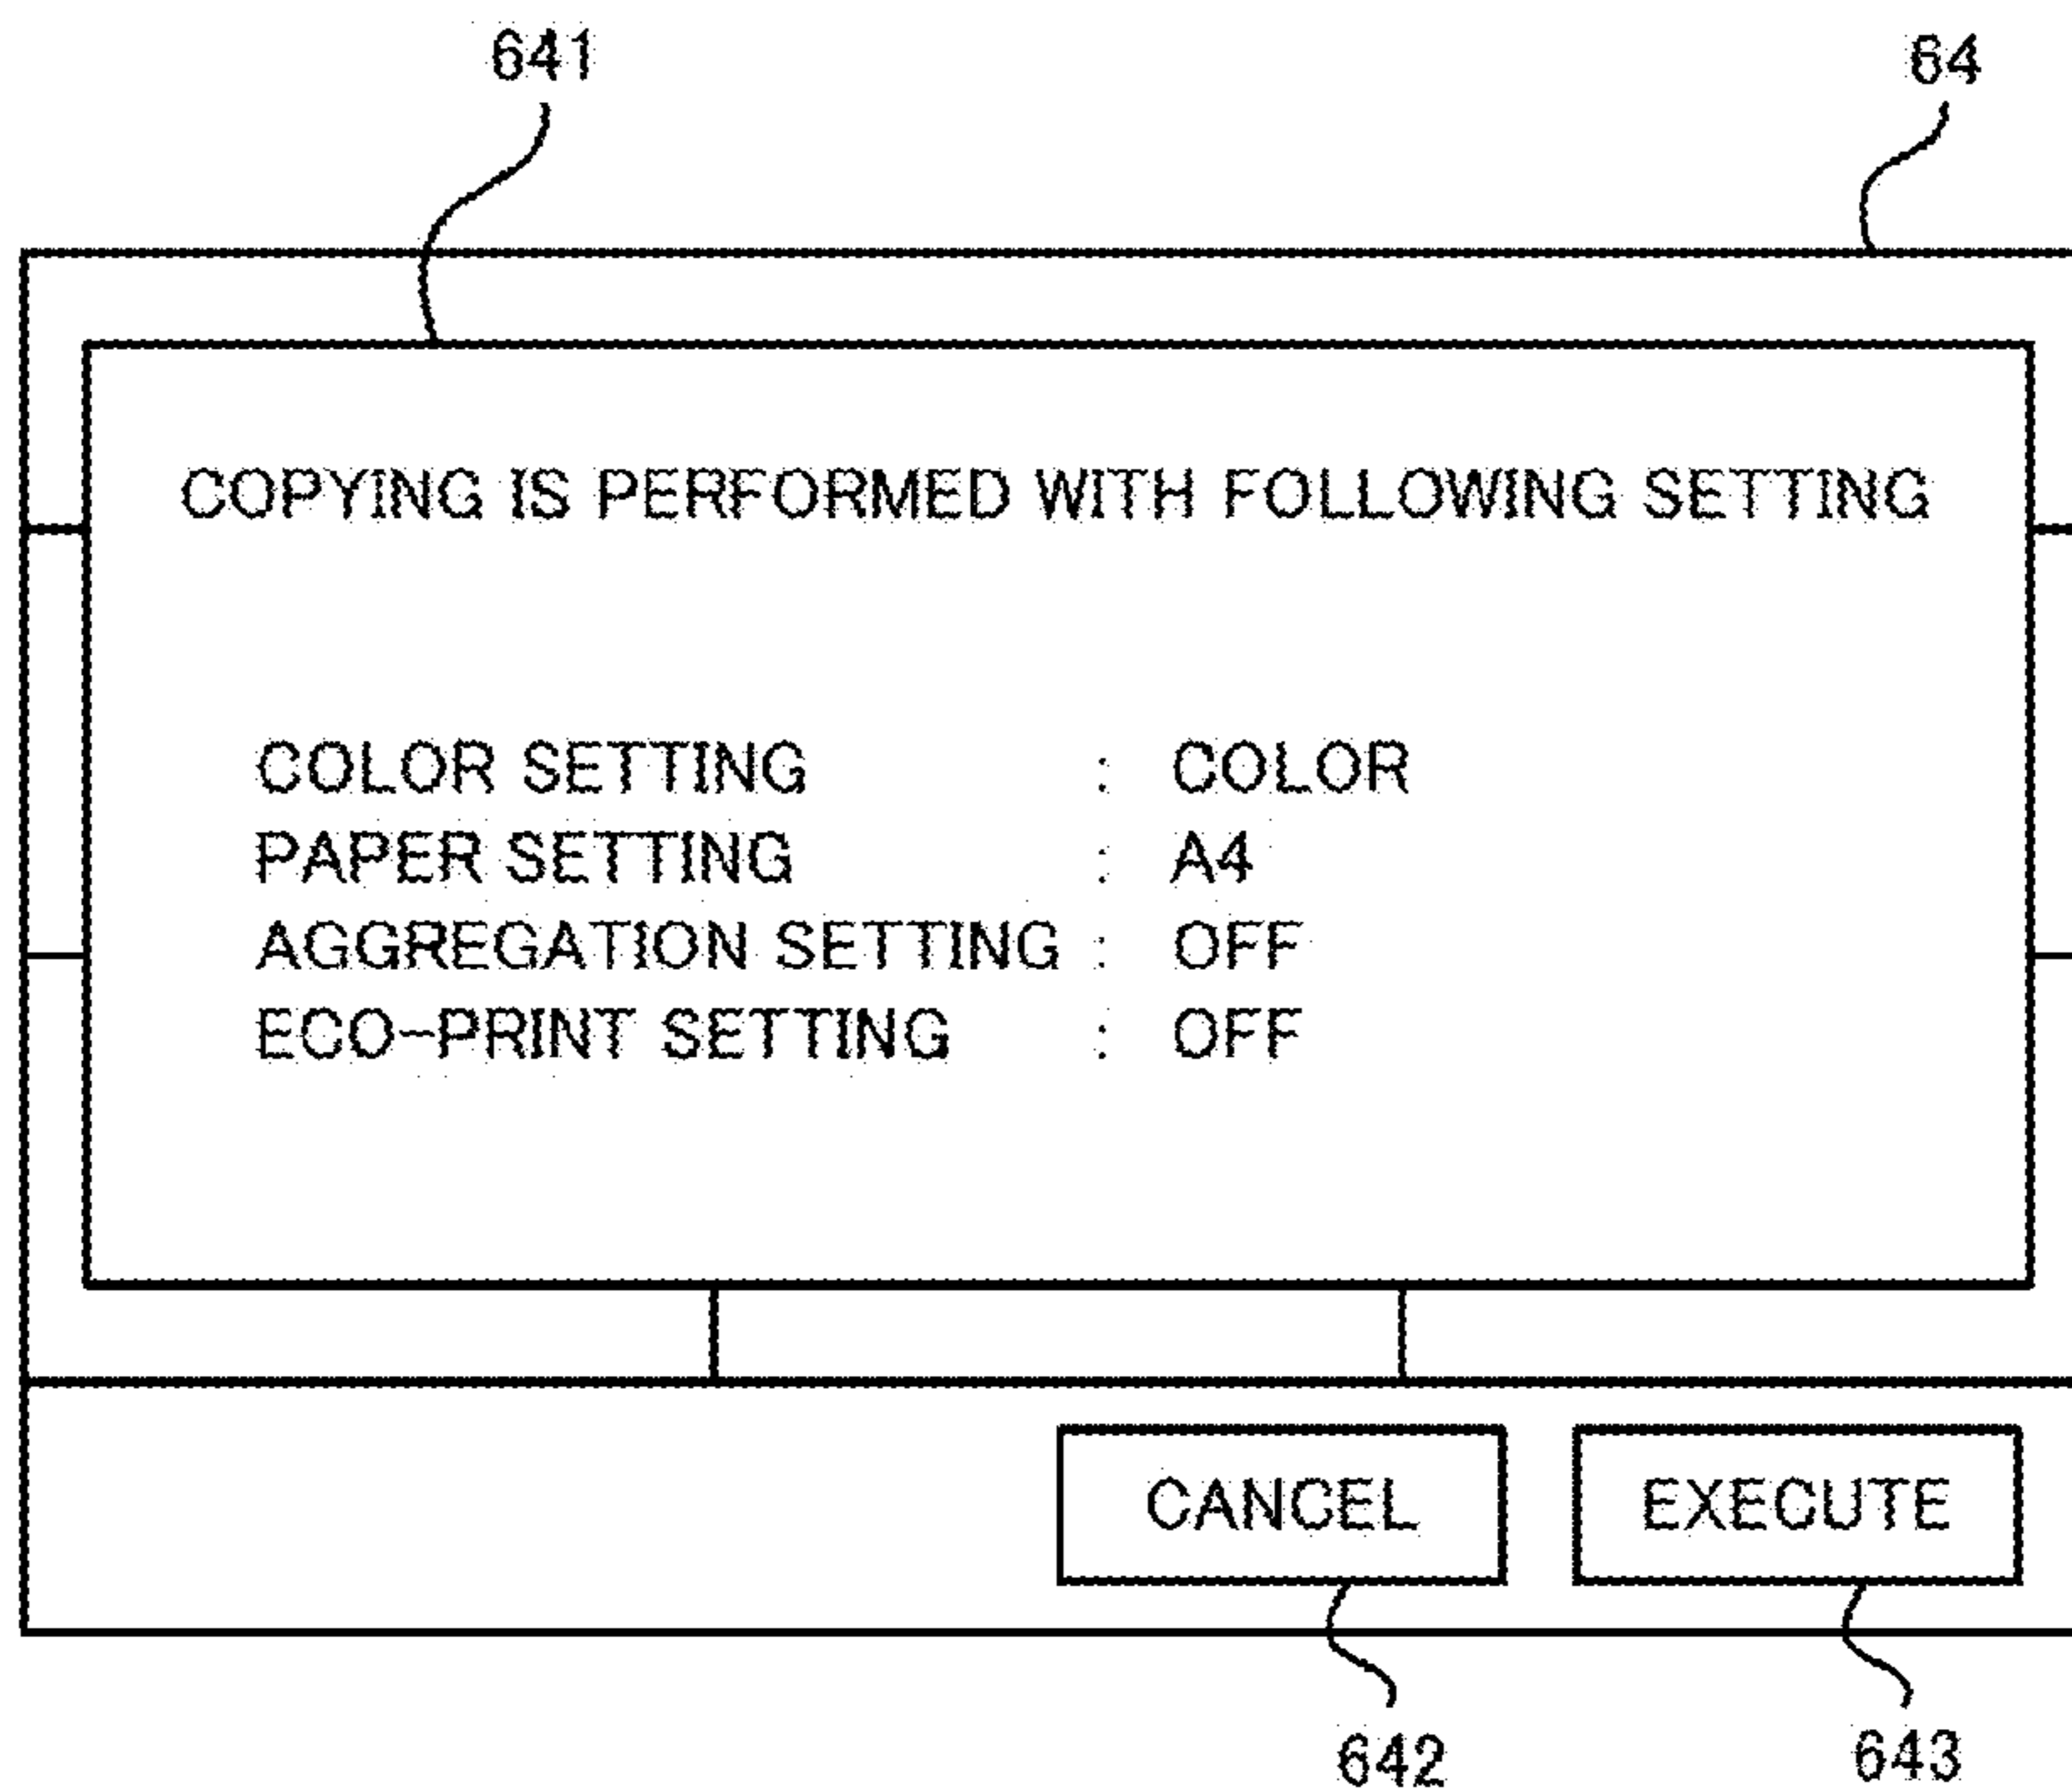 641 64
COPYING IS PERFORMED WITH FOLLOWING SETTING
COLOR SETTING : COLOR
PAPER SETTING : A4
AGGREGATION SETTING : OFF
ECO-PRINT SETTING : OFF
CANCEL EXECUTE
642 643